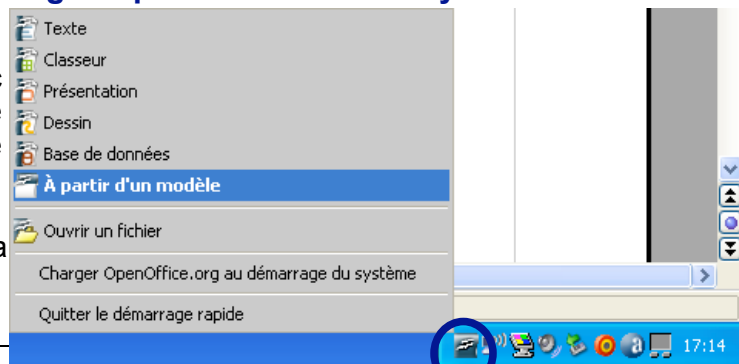 Texte
Classeur
Présentation
Dessin
Base de données
À partir d'un modèle
Ouvrir un fichier
a
Charger OpenOffice.org au démarrage du système
Quitter le démarrage rapide
17:14